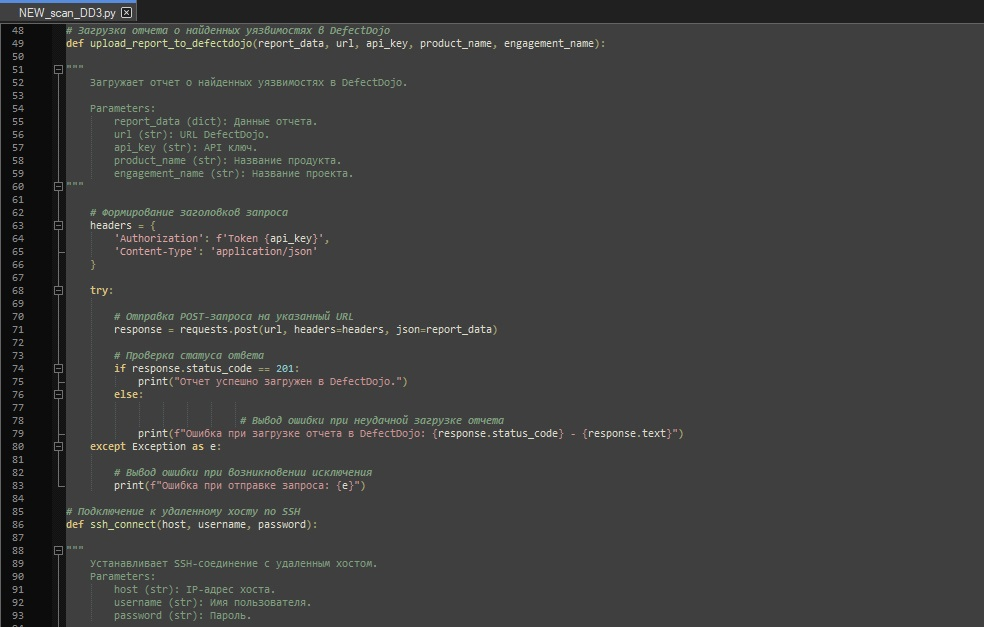 NEW_scan_DD3.py
48 # Загрузка отчета о найденных уязвимостях в DefectDojo
49 def upload_report_to_defectdojo(report_data, url, api_key, product_name, engagement_name):
50
51 """
52 Загружает отчет о найденных уязвимостях в DefectDojo.
53
54 Parameters:
55 report_data (dict): Данные отчета.
56 url (str): URL DefectDojo.
57 api_key (str): API ключ.
58 product_name (str): Название продукта.
59 engagement_name (str): Название проекта.
60 """
61
62 # Формирование заголовков запроса
63 headers = {
64 'Authorization': f'Token {api_key}',
65 'Content-Type': 'application/json'
66 }
67
68 try:
69
70 # Отправка POST-запроса на указанный URL
71 response = requests.post(url, headers=headers, json=report_data)
72
73 # Проверка статуса ответа
74 if response.status_code == 201:
75 print("Отчет успешно загружен в DefectDojo.")
76 else:
77
78 # Вывод ошибки при неудачной загрузке отчета
79 print(f"Ошибка при загрузке отчета в DefectDojo: {response.status_code} - {response.text}")
80 except Exception as e:
81
82 # Вывод ошибки при возникновении исключения
83 print(f"Ошибка при отправке запроса: {e}")
84
85 # Подключение к удаленному хосту по SSH
86 def ssh_connect(host, username, password):
87
88 """
89 Устанавливает SSH-соединение с удаленным хостом.
90 Parameters:
91 host (str): IP-адрес хоста.
92 username (str): Имя пользователя.
93 password (str): Пароль.